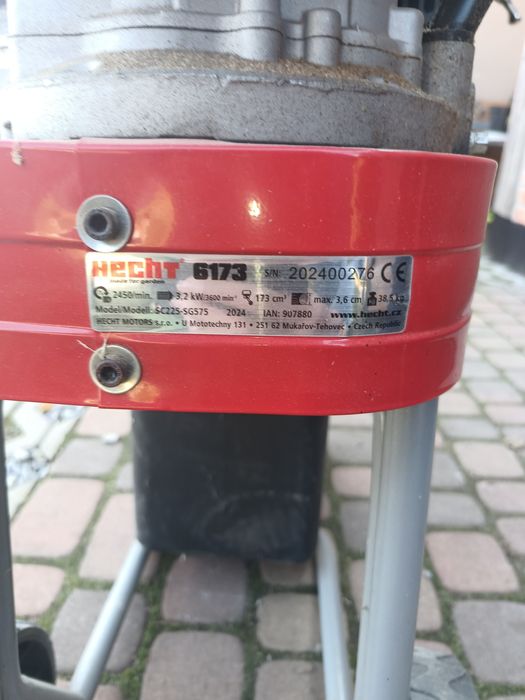 HECHT 6173 S/N: 202400276 CE
made for garden
2450/min. 3,2 kW/3600 min⁻¹ 173 cm³ max. 3,6 cm 38,5 kg
Model/Modell: SC225-SG575 2024 IAN: 907880 www.hecht.cz
HECHT MOTORS s.r.o. • U Mototechny 131 • 251 62 Mukařov-Tehovec • Czech Republic